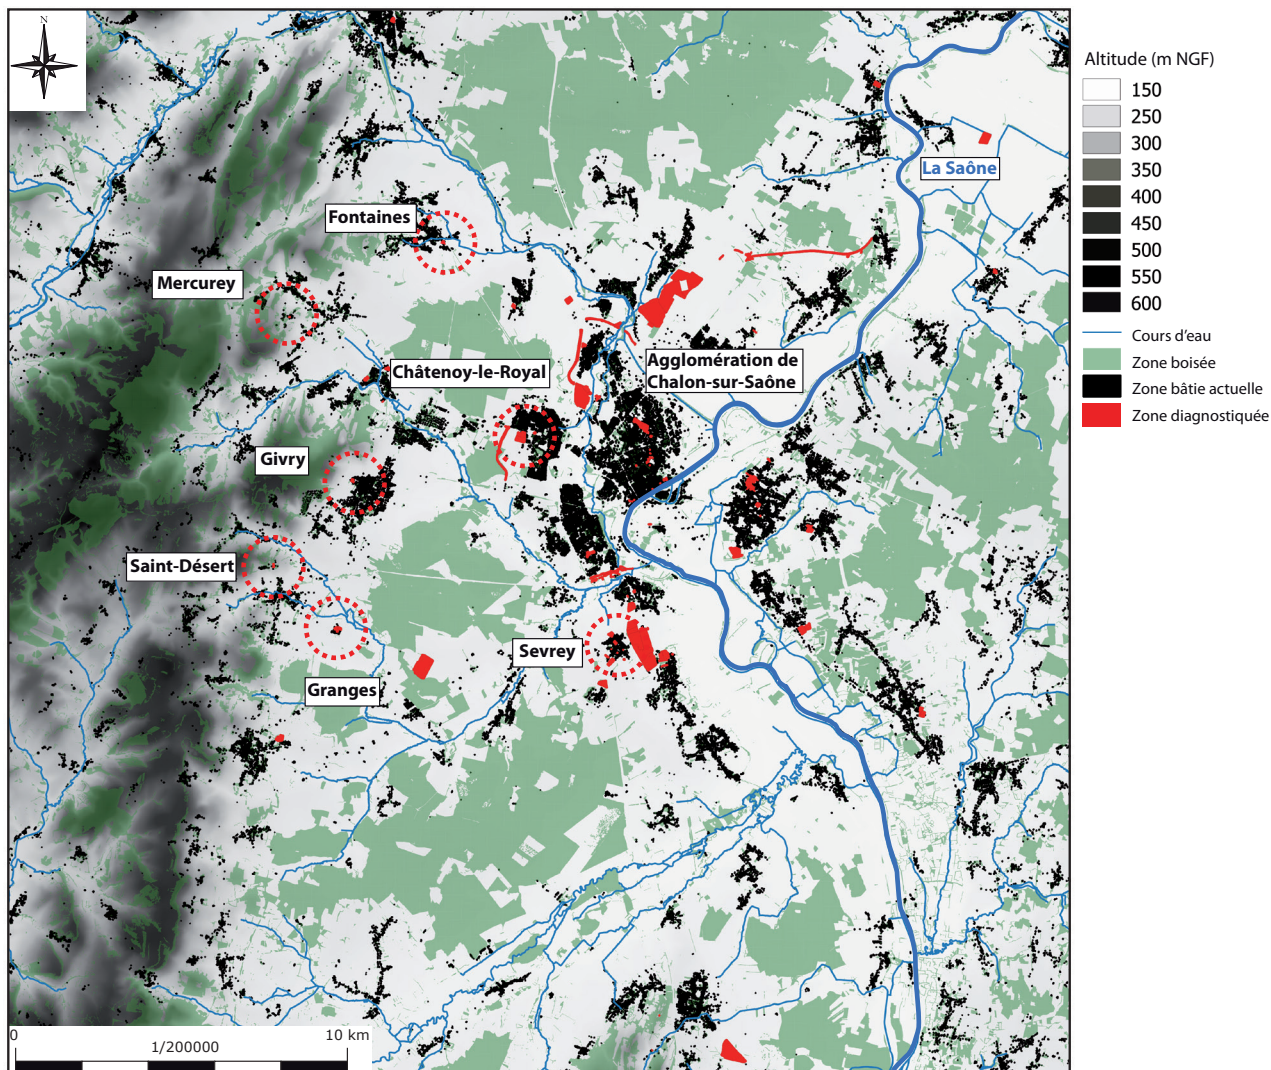 N
Altitude (m NGF)
150
250
300
350
400
450
500
550
600
Cours d'eau
Zone boisée
Zone bâtie actuelle
Zone diagnostiquée
La Saône
Fontaines
Mercurey
Châtenoy-le-Royal
Agglomération de
Chalon-sur-Saône
Givry
Saint-Désert
Sevrey
Granges
0
10 km
1/200000